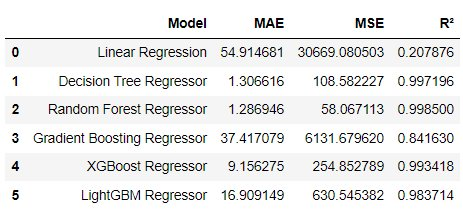 Model MAE MSE R²
0 Linear Regression 54.914681 30669.080503 0.207876
1 Decision Tree Regressor 1.306616 108.582227 0.997196
2 Random Forest Regressor 1.286946 58.067113 0.998500
3 Gradient Boosting Regressor 37.417079 6131.679620 0.841630
4 XGBoost Regressor 9.156275 254.852789 0.993418
5 LightGBM Regressor 16.909149 630.545382 0.983714